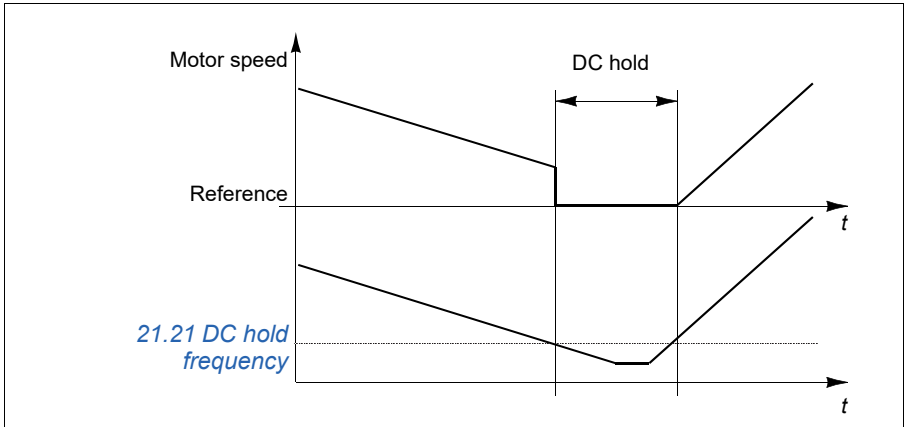 Motor speed
DC hold
Reference
t
21.21 DC hold
frequency
t